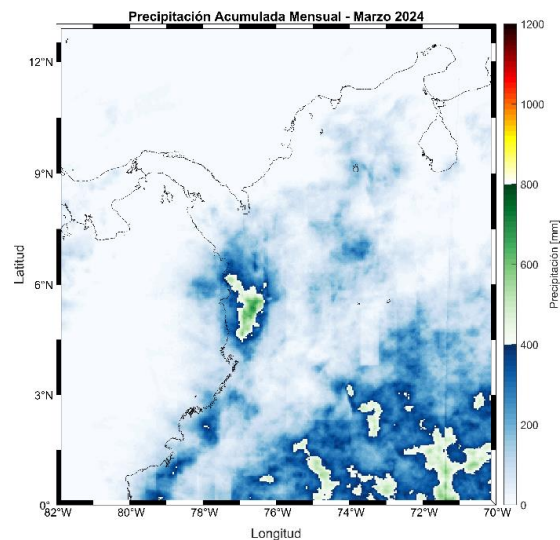 Precipitación Acumulada Mensual - Marzo 2024
12°N
9°N
6°N
3°N
0°
82°W 80°W 78°W 76°W 74°W 72°W 70°W
Latitud
Longitud
1200
1000
800
600
400
200
0
Precipitación [mm]